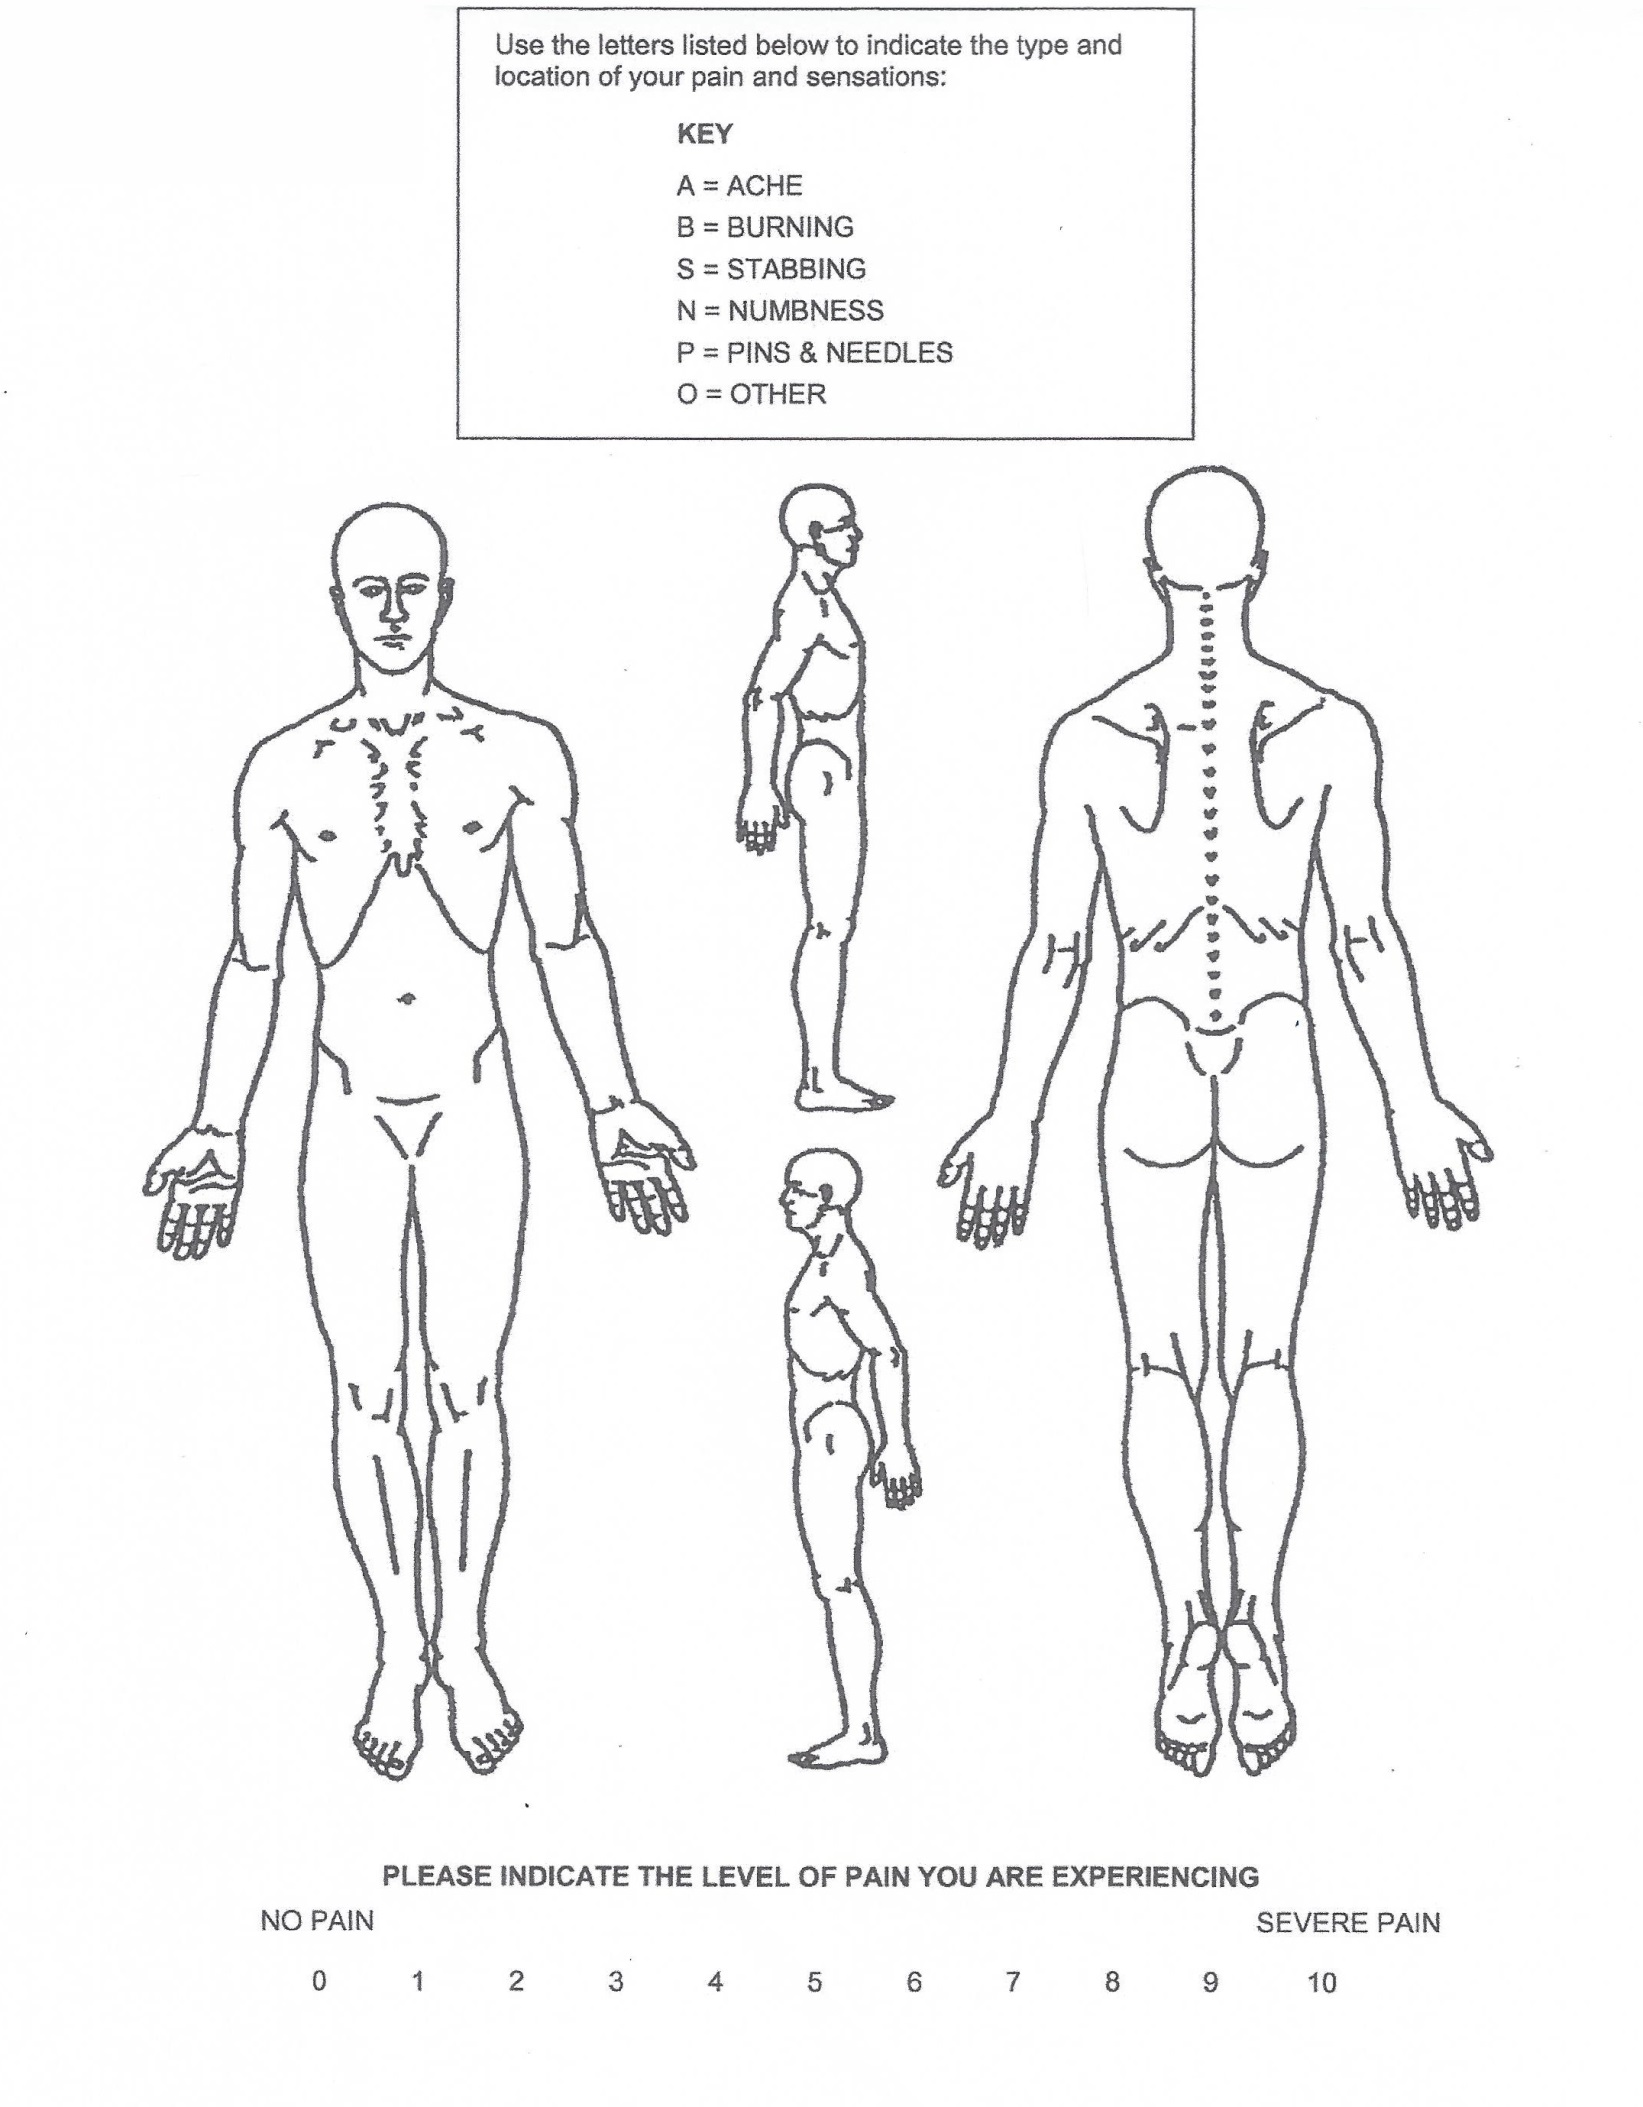 Use the letters listed below to indicate the type and
location of your pain and sensations:
KEY
A = ACHE
B = BURNING
S = STABBING
N = NUMBNESS
P = PINS & NEEDLES
O = OTHER
PLEASE INDICATE THE LEVEL OF PAIN YOU ARE EXPERIENCING
NO PAIN SEVERE PAIN
0 1 2 3 4 5 6 7 8 9 10